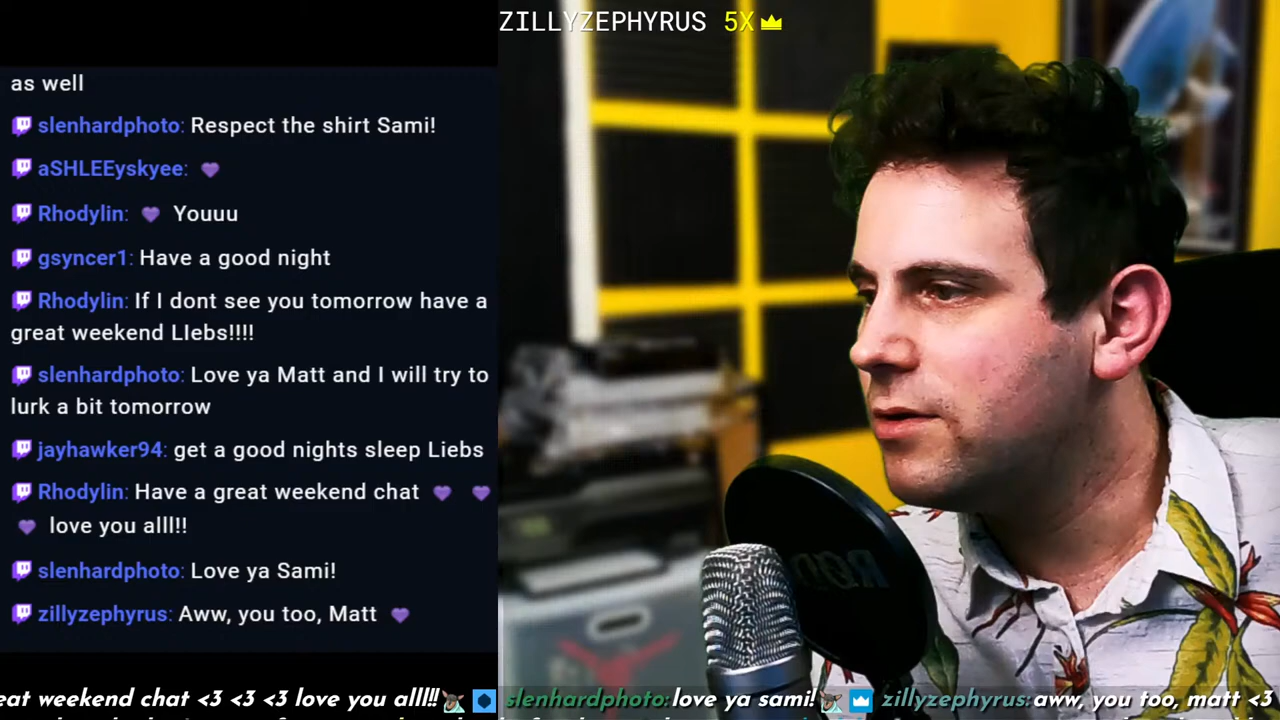 ZILLYZEPHYRUS 5X
as well
slenhardphoto: Respect the shirt Sami!
aSHLEEyskyee: 💜
Rhodylin: 💜 Youuu
gsyncer1: Have a good night
Rhodylin: If I dont see you tomorrow have a
great weekend LIebs!!!!
slenhardphoto: Love ya Matt and I will try to
lurk a bit tomorrow
jayhawker94: get a good nights sleep Liebs
Rhodylin: Have a great weekend chat 💜 💜
💜 love you alll!!
slenhardphoto: Love ya Sami!
zillyzephyrus: Aww, you too, Matt 💜
eat weekend chat <3 <3 <3 love you alll!! slenhardphoto: love ya sami! zillyzephyrus: aww, you too, matt <3